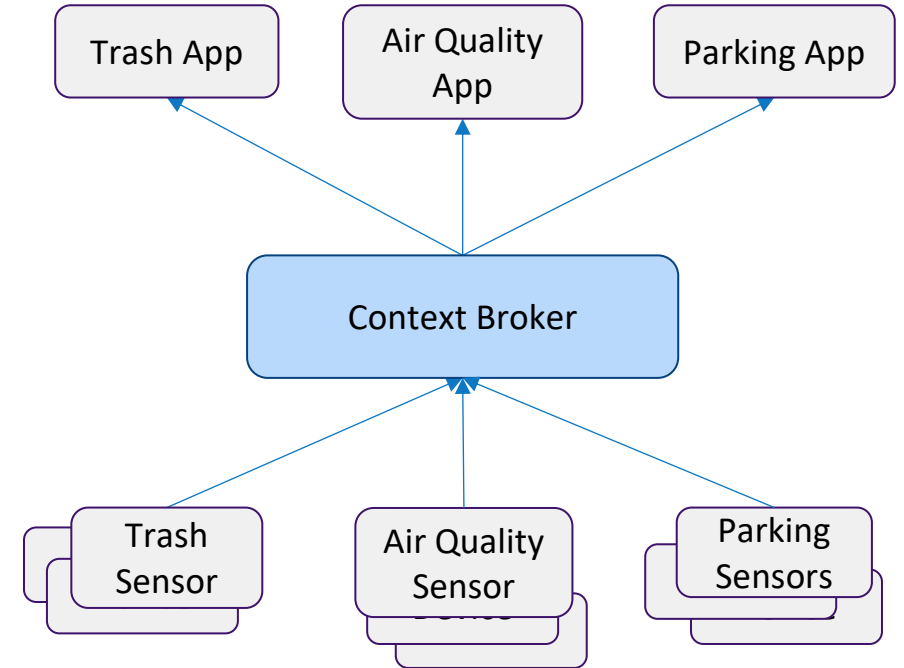 Trash App
Air Quality
App
Parking App
Context Broker
Trash
Sensor
Air Quality
Sensor
Parking
Sensors